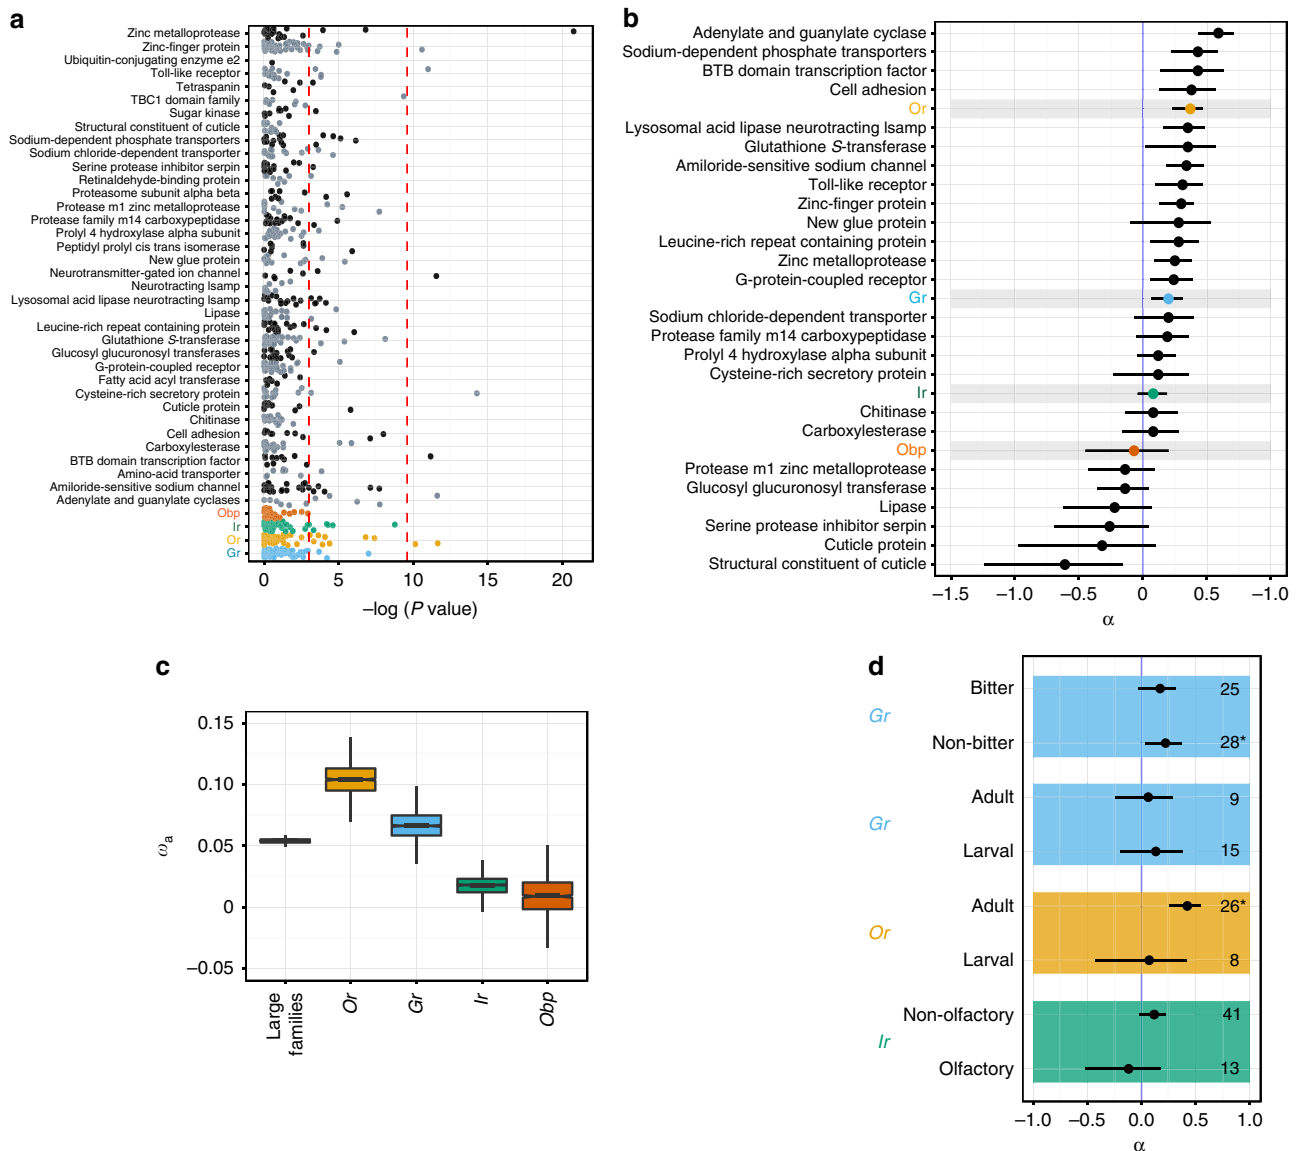 a
Zinc metalloprotease
Zinc-finger protein
Ubiquitin-conjugating enzyme e2
Toll-like receptor
Tetraspanin
TBC1 domain family
Sugar kinase
Structural constituent of cuticle
Sodium-dependent phosphate transporters
Sodium chloride-dependent transporter
Serine protease inhibitor serpin
Retinaldehyde-binding protein
Proteasome subunit alpha beta
Protease m1 zinc metalloprotease
Protease family m14 carboxypeptidase
Prolyl 4 hydroxylase alpha subunit
Peptidyl prolyl cis trans isomerase
New glue protein
Neurotransmitter-gated ion channel
Neurotracting lsamp
Lysosomal acid lipase neurotracting lsamp
Lipase
Leucine-rich repeat containing protein
Glutathione S-transferase
Glucosyl glucuronosyl transferases
G-protein-coupled receptor
Fatty acid acyl transferase
Cysteine-rich secretory protein
Cuticle protein
Chitinase
Cell adhesion
Carboxylesterase
BTB domain transcription factor
Amino-acid transporter
Amiloride-sensitive sodium channel
Adenylate and guanylate cyclases
Obp
Ir
Or
Gr
0 5 10 15 20
−log (P value)
b
Adenylate and guanylate cyclase
Sodium-dependent phosphate transporters
BTB domain transcription factor
Cell adhesion
Or
Lysosomal acid lipase neurotracting lsamp
Glutathione S-transferase
Amiloride-sensitive sodium channel
Toll-like receptor
Zinc-finger protein
New glue protein
Leucine-rich repeat containing protein
Zinc metalloprotease
G-protein-coupled receptor
Gr
Sodium chloride-dependent transporter
Protease family m14 carboxypeptidase
Prolyl 4 hydroxylase alpha subunit
Cysteine-rich secretory protein
Ir
Chitinase
Carboxylesterase
Obp
Protease m1 zinc metalloprotease
Glucosyl glucuronosyl transferase
Lipase
Serine protease inhibitor serpin
Cuticle protein
Structural constituent of cuticle
−1.5 −1.0 −0.5 0 0.5 −1.0
α
c
0.15
0.10
0.05
0
−0.05
ωa
Large families
Or
Gr
Ir
Obp
d
Gr
Bitter 25
Non-bitter 28*
Gr
Adult 9
Larval 15
Or
Adult 26*
Larval 8
Ir
Non-olfactory 41
Olfactory 13
−1.0 −0.5 0.0 0.5 1.0
α